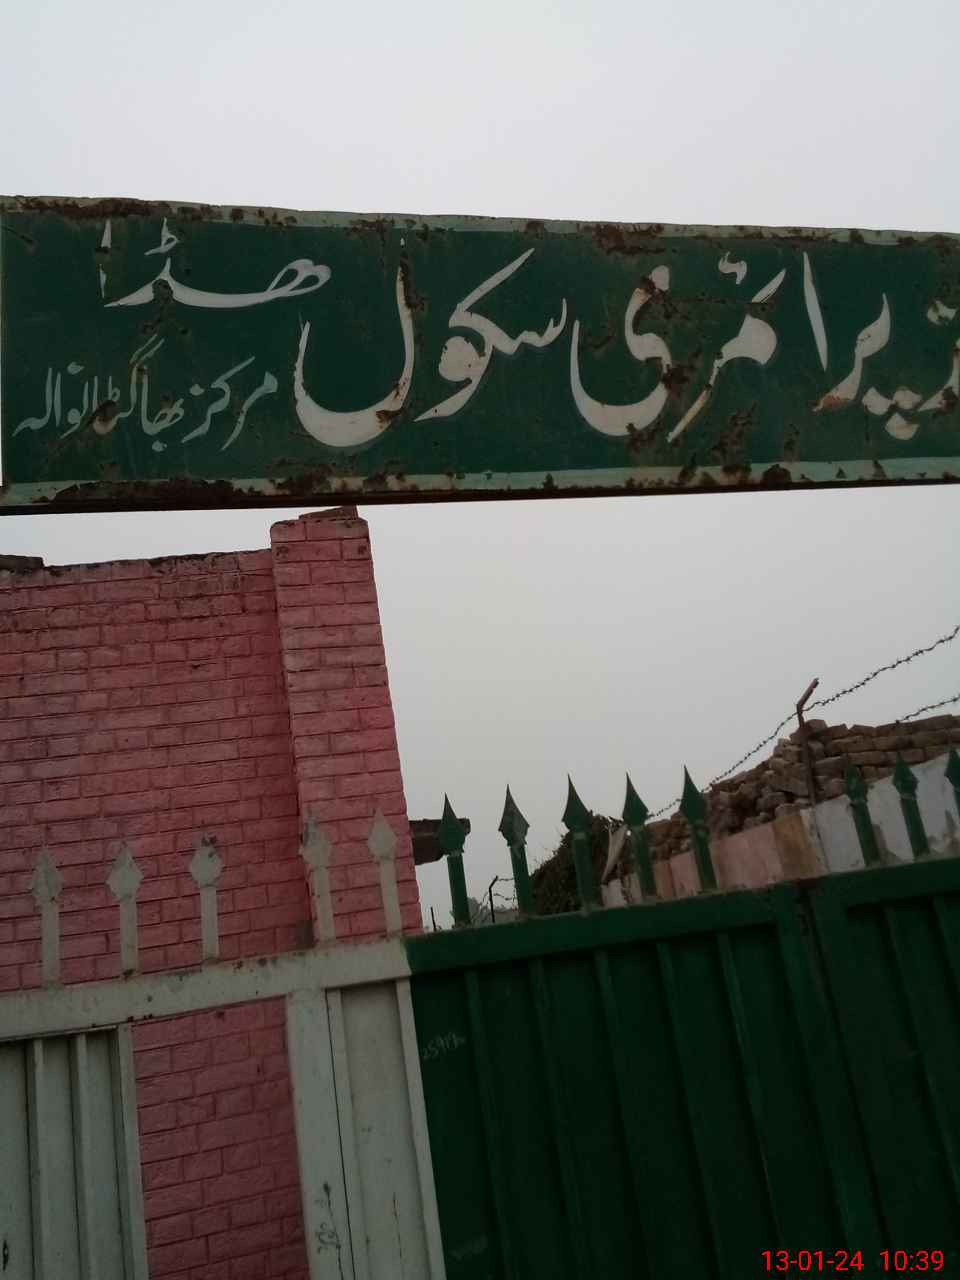 پرائمری سکول ھڈا
مرکز بھاگٹانوالہ
13-01-24 10:39